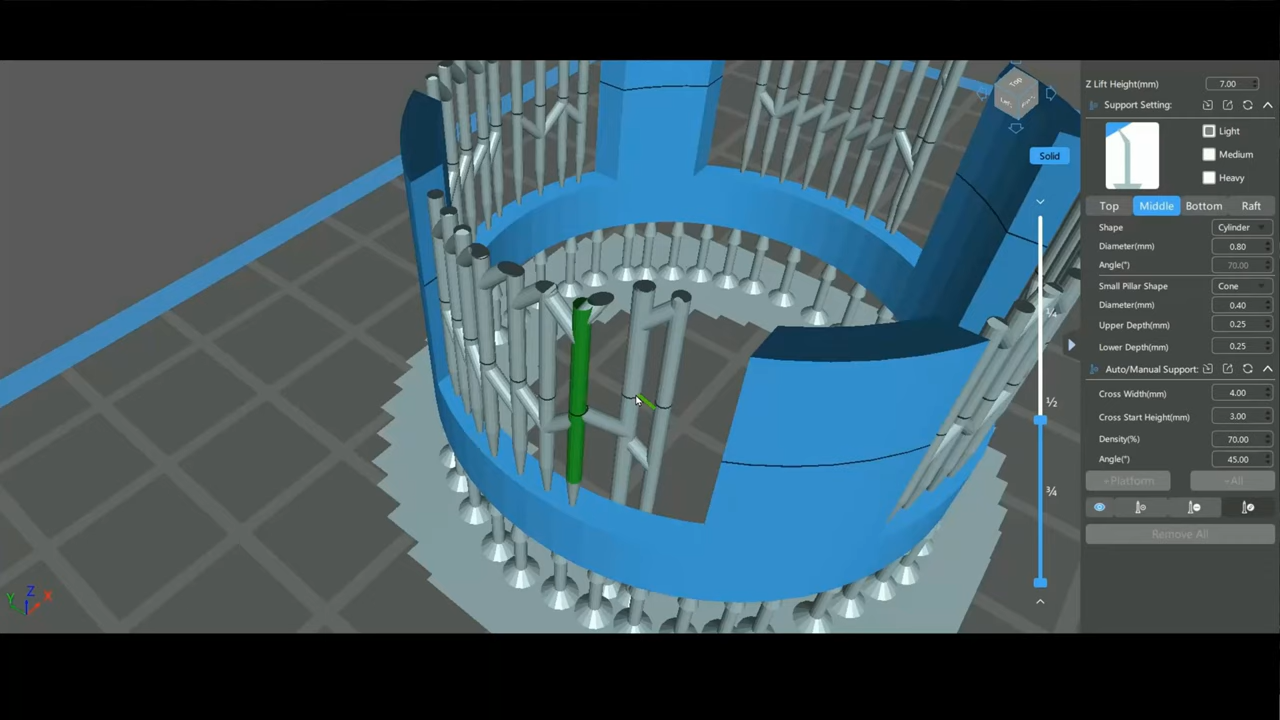 Z Lift Height(mm) 7.00
Support Setting:
Top
Solid
Light
Medium
Heavy
Top Middle Bottom Raft
Shape Cylinder
Diameter(mm) 0.80
Angle(°) 70.00
Small Pillar Shape Cone
Diameter(mm) 0.40
Upper Depth(mm) 0.25
Lower Depth(mm) 0.25
Auto/Manual Support:
Cross Width(mm) 4.00
Cross Start Height(mm) 3.00
Density(%) 70.00
Angle(°) 45.00
+Platform +All
Remove All
¼
½
¾
Z
Y X